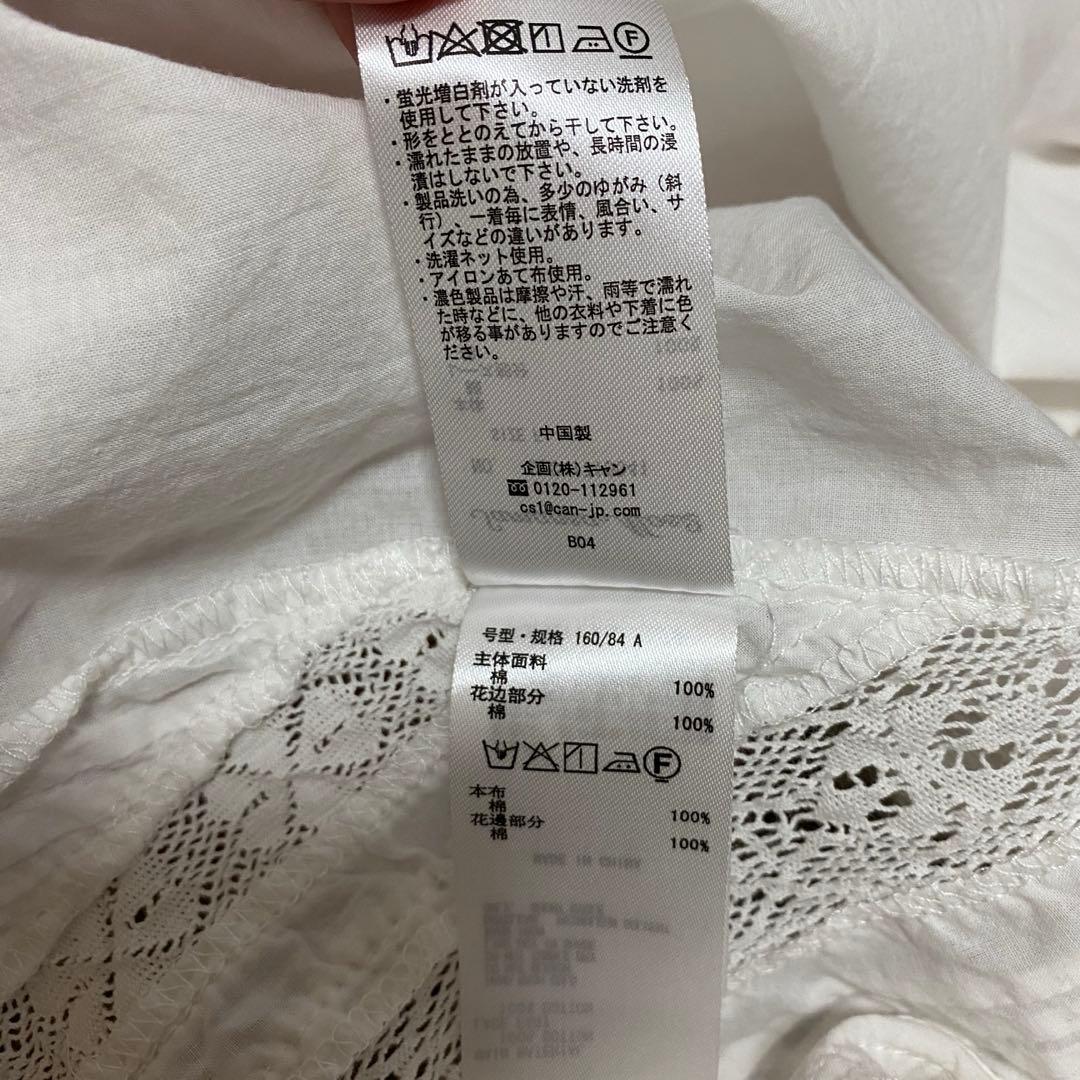 ・蛍光増白剤が入っていない洗剤を
使用して下さい。
・形をととのえてから干して下さい。
・濡れたままの放置や、長時間の浸
漬はしないで下さい。
・製品洗いの為、多少のゆがみ（斜
行）、一着毎に表情、風合い、サ
イズなどの違いがあります。
・洗濯ネット使用。
・アイロンあて布使用。
・濃色製品は摩擦や汗、雨等で濡れ
た時などに、他の衣料や下着に色
が移る事がありますのでご注意く
ださい。
中国製
企画(株)キャン
0120-112961
cs1@can-jp.com
B04
号型・规格 160/84 A
主体面料
棉 100%
花边部分
棉 100%
F
本布
棉 100%
花邊部分
棉 100%